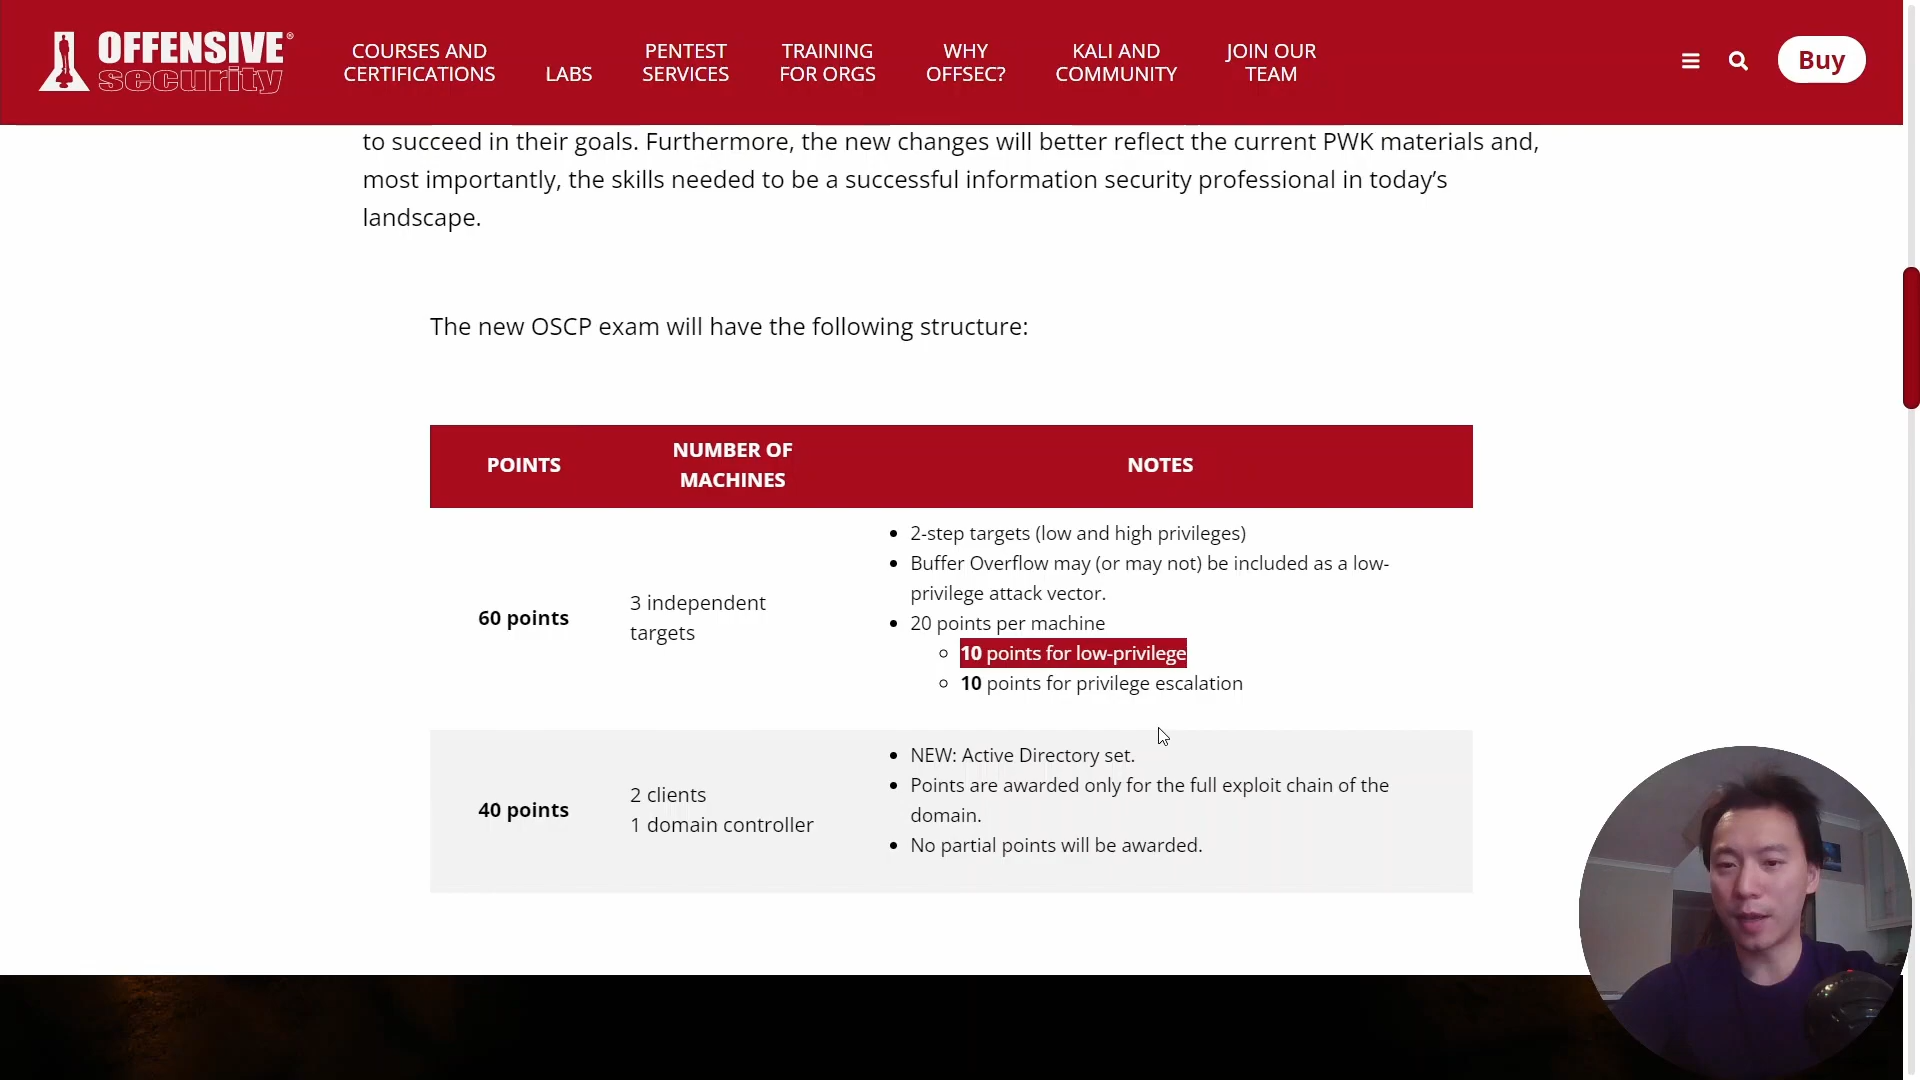 OFFENSIVE®
security
COURSES AND
CERTIFICATIONS
LABS
PENTEST
SERVICES
TRAINING
FOR ORGS
WHY
OFFSEC?
KALI AND
COMMUNITY
JOIN OUR
TEAM
Buy
to succeed in their goals. Furthermore, the new changes will better reflect the current PWK materials and,
most importantly, the skills needed to be a successful information security professional in today’s
landscape.
The new OSCP exam will have the following structure:
POINTS
NUMBER OF
MACHINES
NOTES
60 points
3 independent
targets
2-step targets (low and high privileges)
Buffer Overflow may (or may not) be included as a low-
privilege attack vector.
20 points per machine
10 points for low-privilege
10 points for privilege escalation
40 points
2 clients
1 domain controller
NEW: Active Directory set.
Points are awarded only for the full exploit chain of the
domain.
No partial points will be awarded.